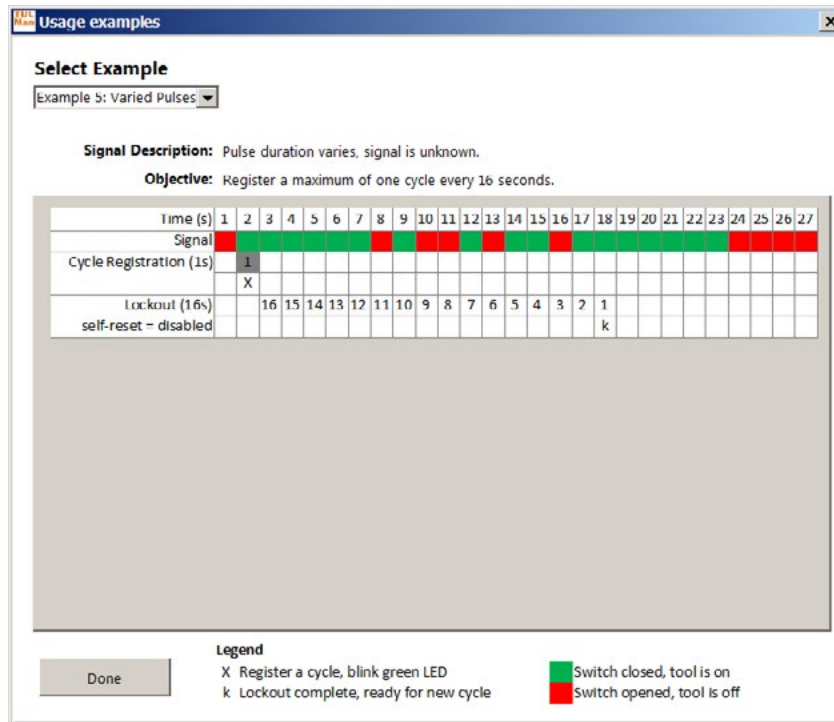 TUL
Man Usage examples
Select Example
Example 5: Varied Pulses
Signal Description: Pulse duration varies, signal is unknown.
Objective: Register a maximum of one cycle every 16 seconds.
Time (s) 1 2 3 4 5 6 7 8 9 10 11 12 13 14 15 16 17 18 19 20 21 22 23 24 25 26 27
Signal
Cycle Registration (1s) 1
X
Lockout (16s) 16 15 14 13 12 11 10 9 8 7 6 5 4 3 2 1
self-reset = disabled k
Legend
X Register a cycle, blink green LED Switch closed, tool is on
Done
k Lockout complete, ready for new cycle Switch opened, tool is off